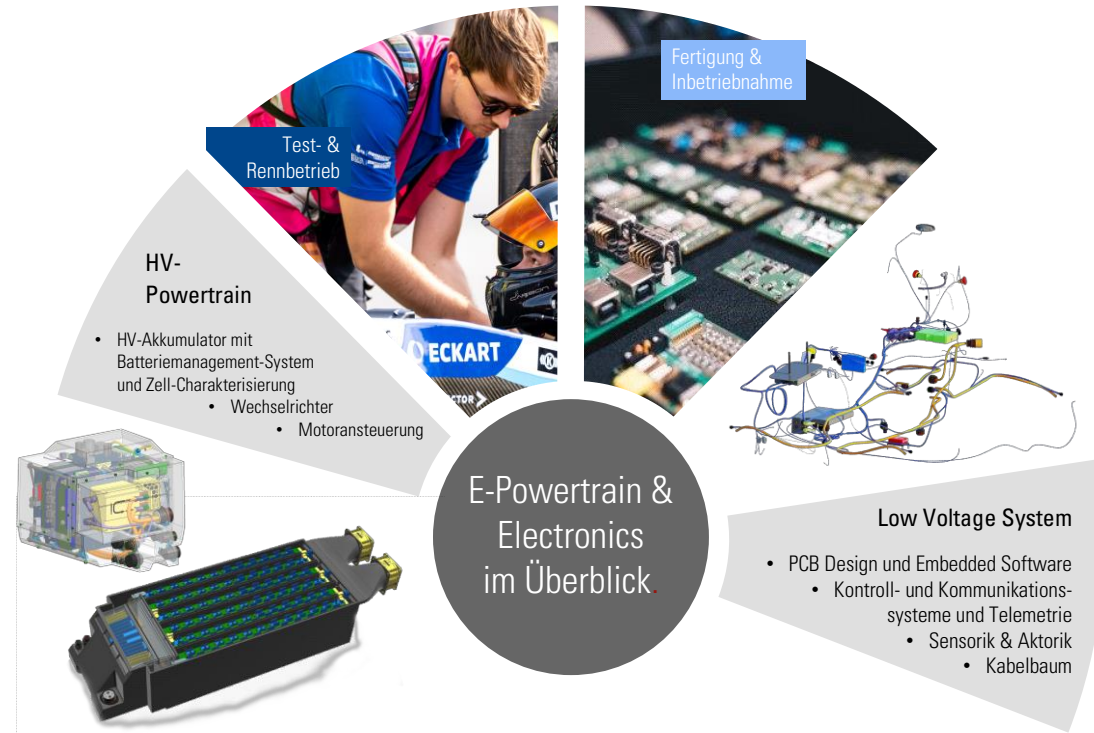 Fertigung &
Inbetriebnahme
Test- &
Rennbetrieb
ECKART
HV-
Powertrain
• HV-Akkumulator mit
Batteriemanagement-System
und Zell-Charakterisierung
• Wechselrichter
• Motoransteuerung
E-Powertrain &
Electronics
im Überblick.
Low Voltage System
• PCB Design und Embedded Software
• Kontroll- und Kommunikations-
systeme und Telemetrie
• Sensorik & Aktorik
• Kabelbaum